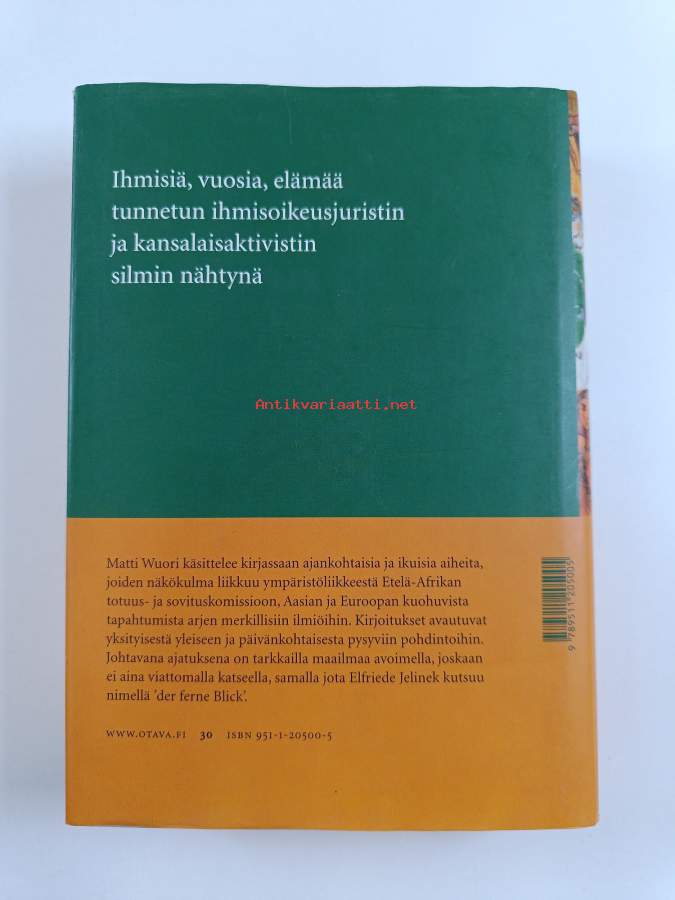 Ihmisiä, vuosia, elämää
tunnetun ihmisoikeusjuristin
ja kansalaisaktivistin
silmin nähtynä
Antikvariaatti.net
Matti Wuori käsittelee kirjassaan ajankohtaisia ja ikuisia aiheita,
joiden näkökulma liikkuu ympäristöliikkeestä Etelä-Afrikan
totuus- ja sovituskomissioon, Aasian ja Euroopan kuohuvista
tapahtumista arjen merkillisiin ilmiöihin. Kirjoitukset avautuvat
yksityisestä yleiseen ja päivänkohtaisesta pysyviin pohdintoihin.
Johtavana ajatuksena on tarkkailla maailmaa avoimella, joskaan
ei aina viattomalla katseella, samalla jota Elfriede Jelinek kutsuu
nimellä 'der ferne Blick'.
WWW.OTAVA.FI 30 ISBN 951-1-20500-5
9 789511 205005